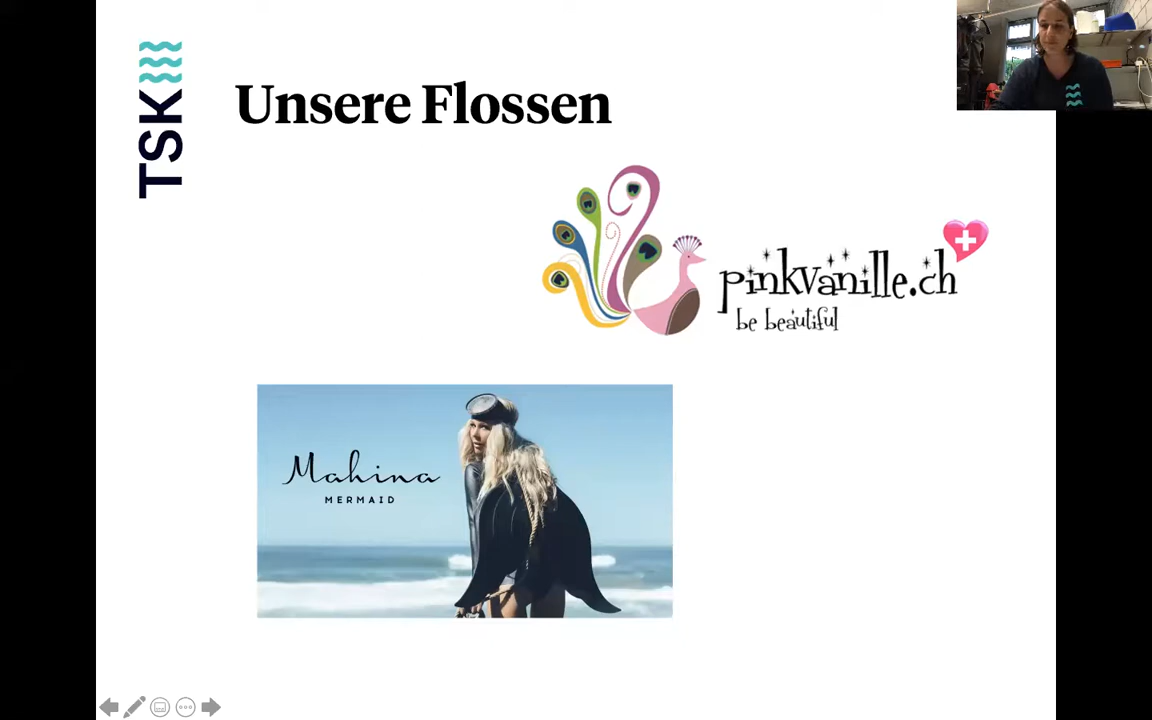 TSK
Unsere Flossen
pinkvanille.ch
be beautiful
Mahina
MERMAID